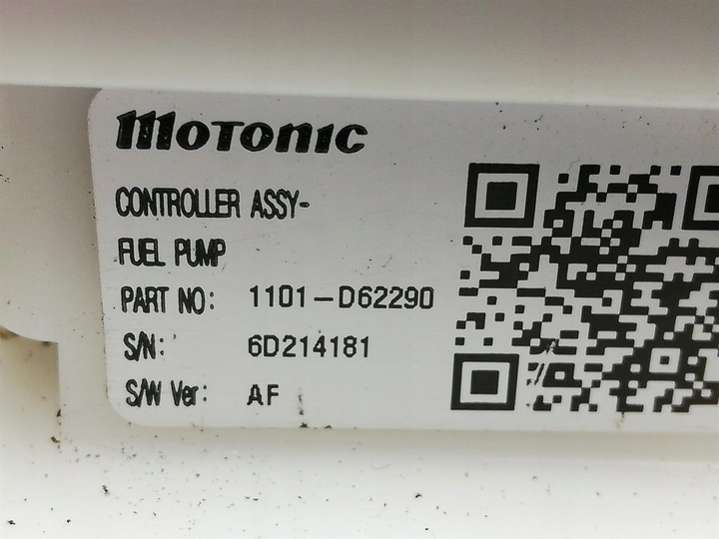 MOTONIC
CONTROLLER ASSY-
FUEL PUMP
PART NO: 1101-D62290
S/N: 6D214181
S/W Ver: AF